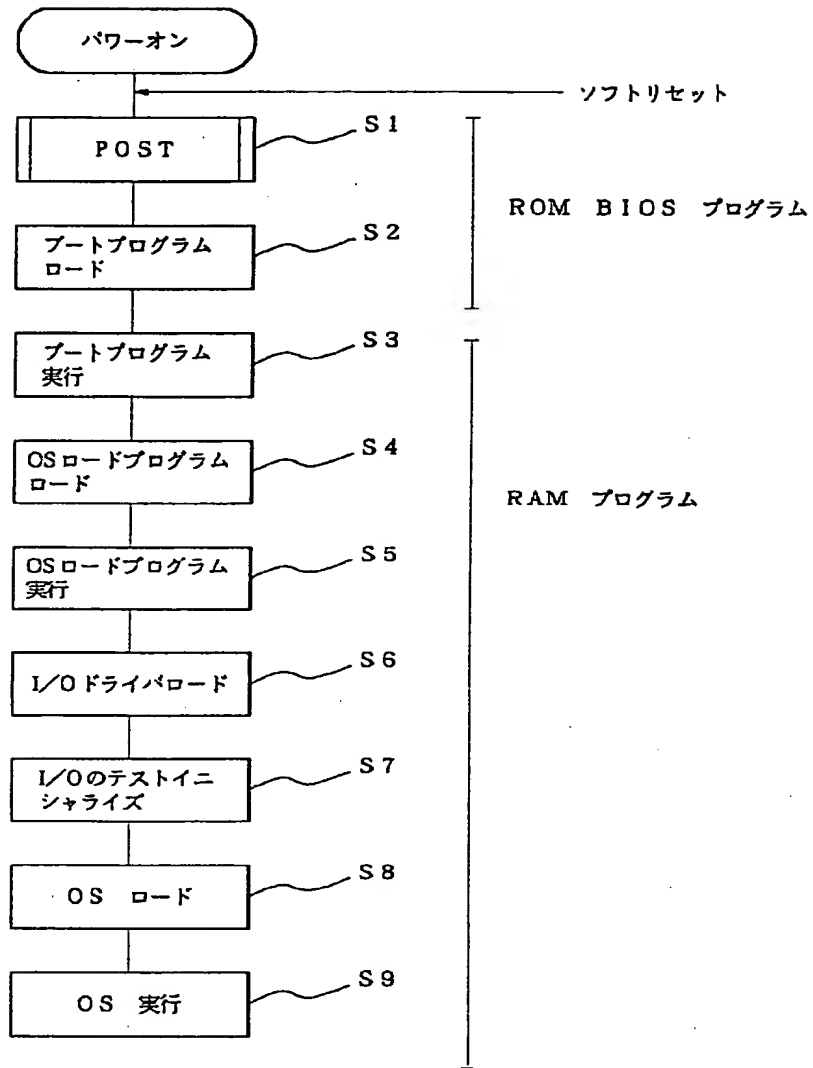 パワーオン
ソフトリセット
POST
S1
ROM BIOS プログラム
ブートプログラム
ロード
S2
ブートプログラム
実行
S3
OSロードプログラム
ロード
S4
RAM プログラム
OSロードプログラム
実行
S5
I/Oドライバロード
S6
I/Oのテストイニ
シャライズ
S7
OS ロード
S8
OS 実行
S9